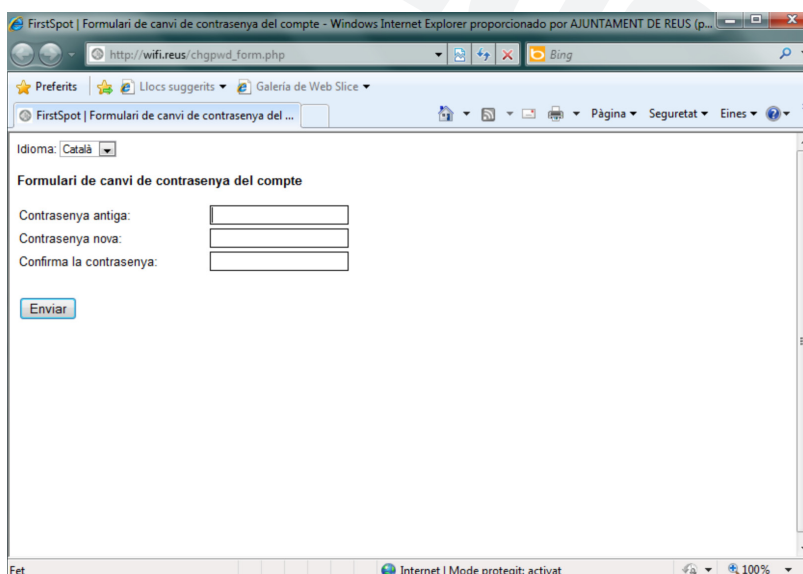 FirstSpot | Formulari de canvi de contrasenya del compte - Windows Internet Explorer proporcionado por AJUNTAMENT DE REUS (p...
http://wifi.reus/chgpwd_form.php Bing
Preferits Llocs suggerits Galería de Web Slice
FirstSpot | Formulari de canvi de contrasenya del ... Pàgina Seguretat Eines
Idioma: Català
Formulari de canvi de contrasenya del compte
Contrasenya antiga:
Contrasenya nova:
Confirma la contrasenya:
Enviar
Fet Internet | Mode protegit: activat 100%